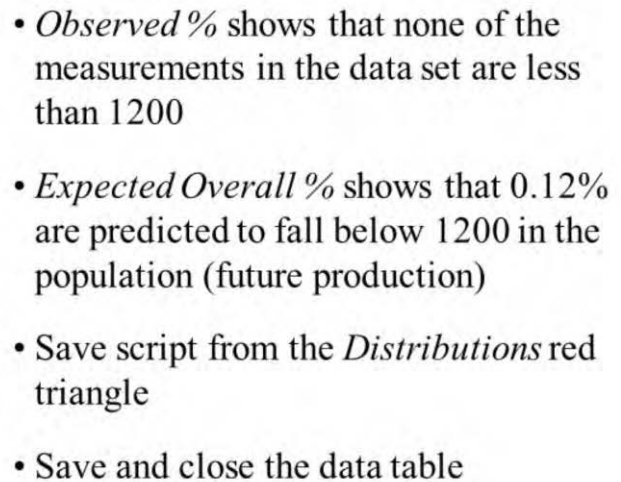 • Observed % shows that none of the
measurements in the data set are less
than 1200
• Expected Overall % shows that 0.12%
are predicted to fall below 1200 in the
population (future production)
• Save script from the Distributions red
triangle
• Save and close the data table